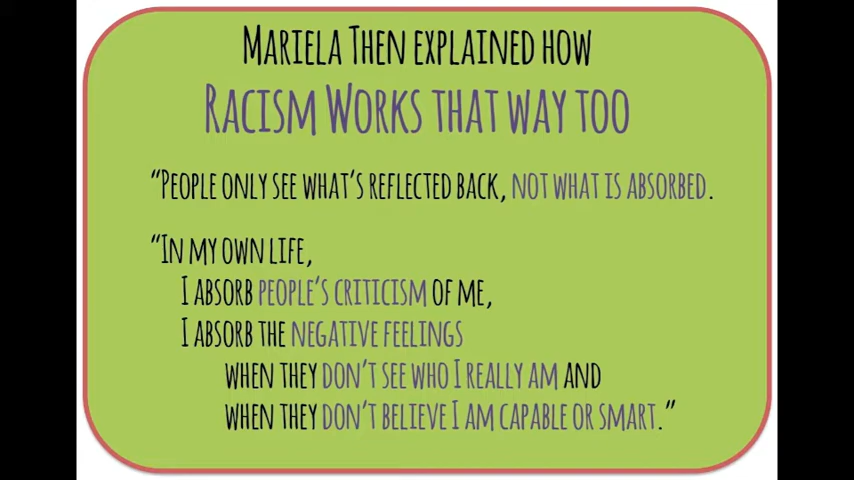 Mariela Then explained how
Racism Works that way too
“People only see what’s reflected back, not what is absorbed.
“In my own life,
I absorb people’s criticism of me,
I absorb the negative feelings
when they don’t see who I really am and
when they don’t believe I am capable or smart.”